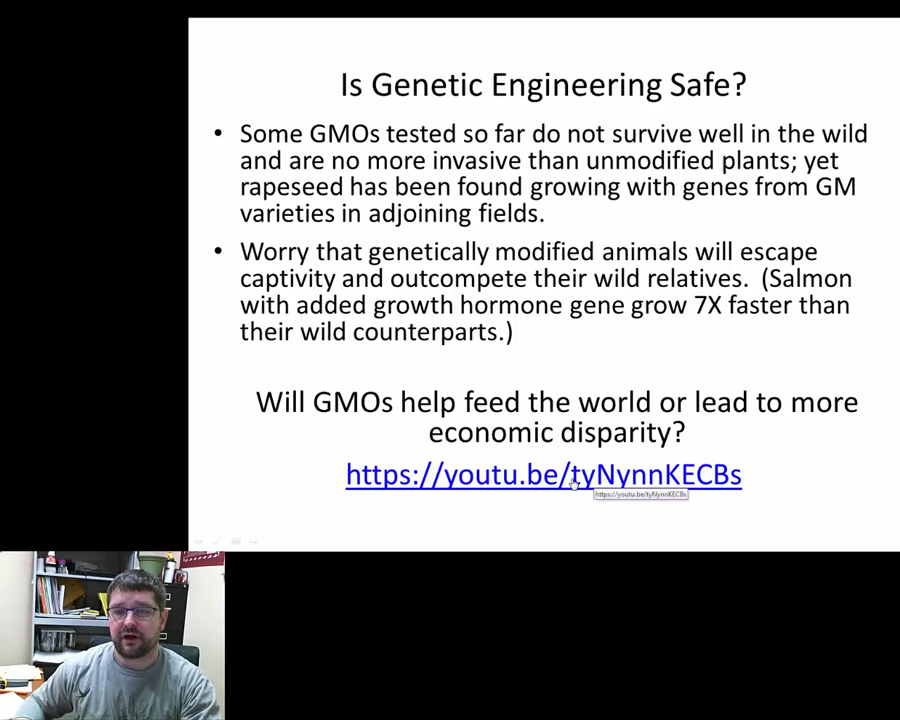 Is Genetic Engineering Safe?
• Some GMOs tested so far do not survive well in the wild
and are no more invasive than unmodified plants; yet
rapeseed has been found growing with genes from GM
varieties in adjoining fields.
• Worry that genetically modified animals will escape
captivity and outcompete their wild relatives.  (Salmon
with added growth hormone gene grow 7X faster than
their wild counterparts.)
Will GMOs help feed the world or lead to more
economic disparity?
https://youtu.be/tyNynnKECBs
https://youtu.be/tyNynnKECBs